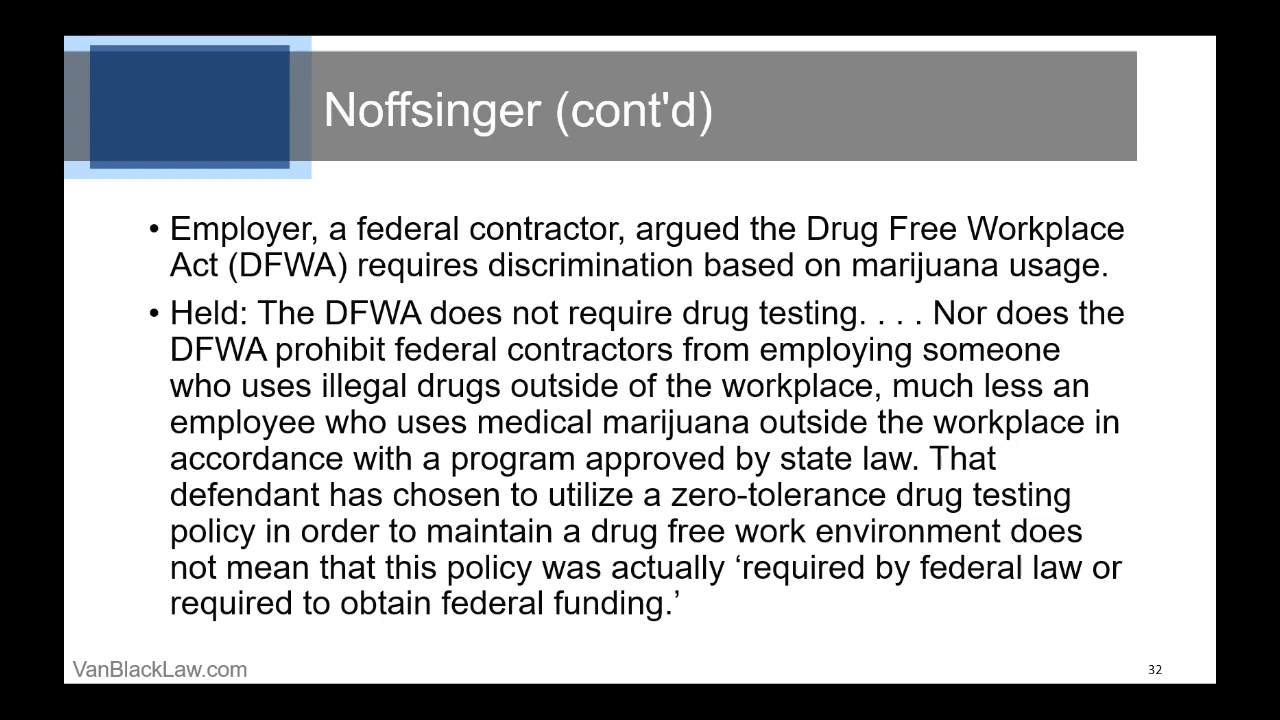 Noffsinger (cont'd)
• Employer, a federal contractor, argued the Drug Free Workplace
Act (DFWA) requires discrimination based on marijuana usage.
• Held: The DFWA does not require drug testing. . . . Nor does the
DFWA prohibit federal contractors from employing someone
who uses illegal drugs outside of the workplace, much less an
employee who uses medical marijuana outside the workplace in
accordance with a program approved by state law. That
defendant has chosen to utilize a zero-tolerance drug testing
policy in order to maintain a drug free work environment does
not mean that this policy was actually ‘required by federal law or
required to obtain federal funding.’
VanBlackLaw.com
32